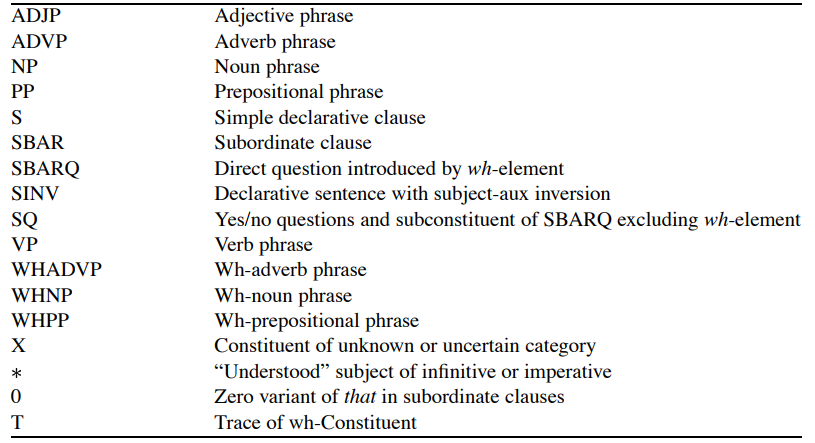 ADJP Adjective phrase
ADVP Adverb phrase
NP Noun phrase
PP Prepositional phrase
S Simple declarative clause
SBAR Subordinate clause
SBARQ Direct question introduced by wh-element
SINV Declarative sentence with subject-aux inversion
SQ Yes/no questions and subconstituent of SBARQ excluding wh-element
VP Verb phrase
WHADVP Wh-adverb phrase
WHNP Wh-noun phrase
WHPP Wh-prepositional phrase
X Constituent of unknown or uncertain category
∗ “Understood” subject of infinitive or imperative
0 Zero variant of that in subordinate clauses
T Trace of wh-Constituent